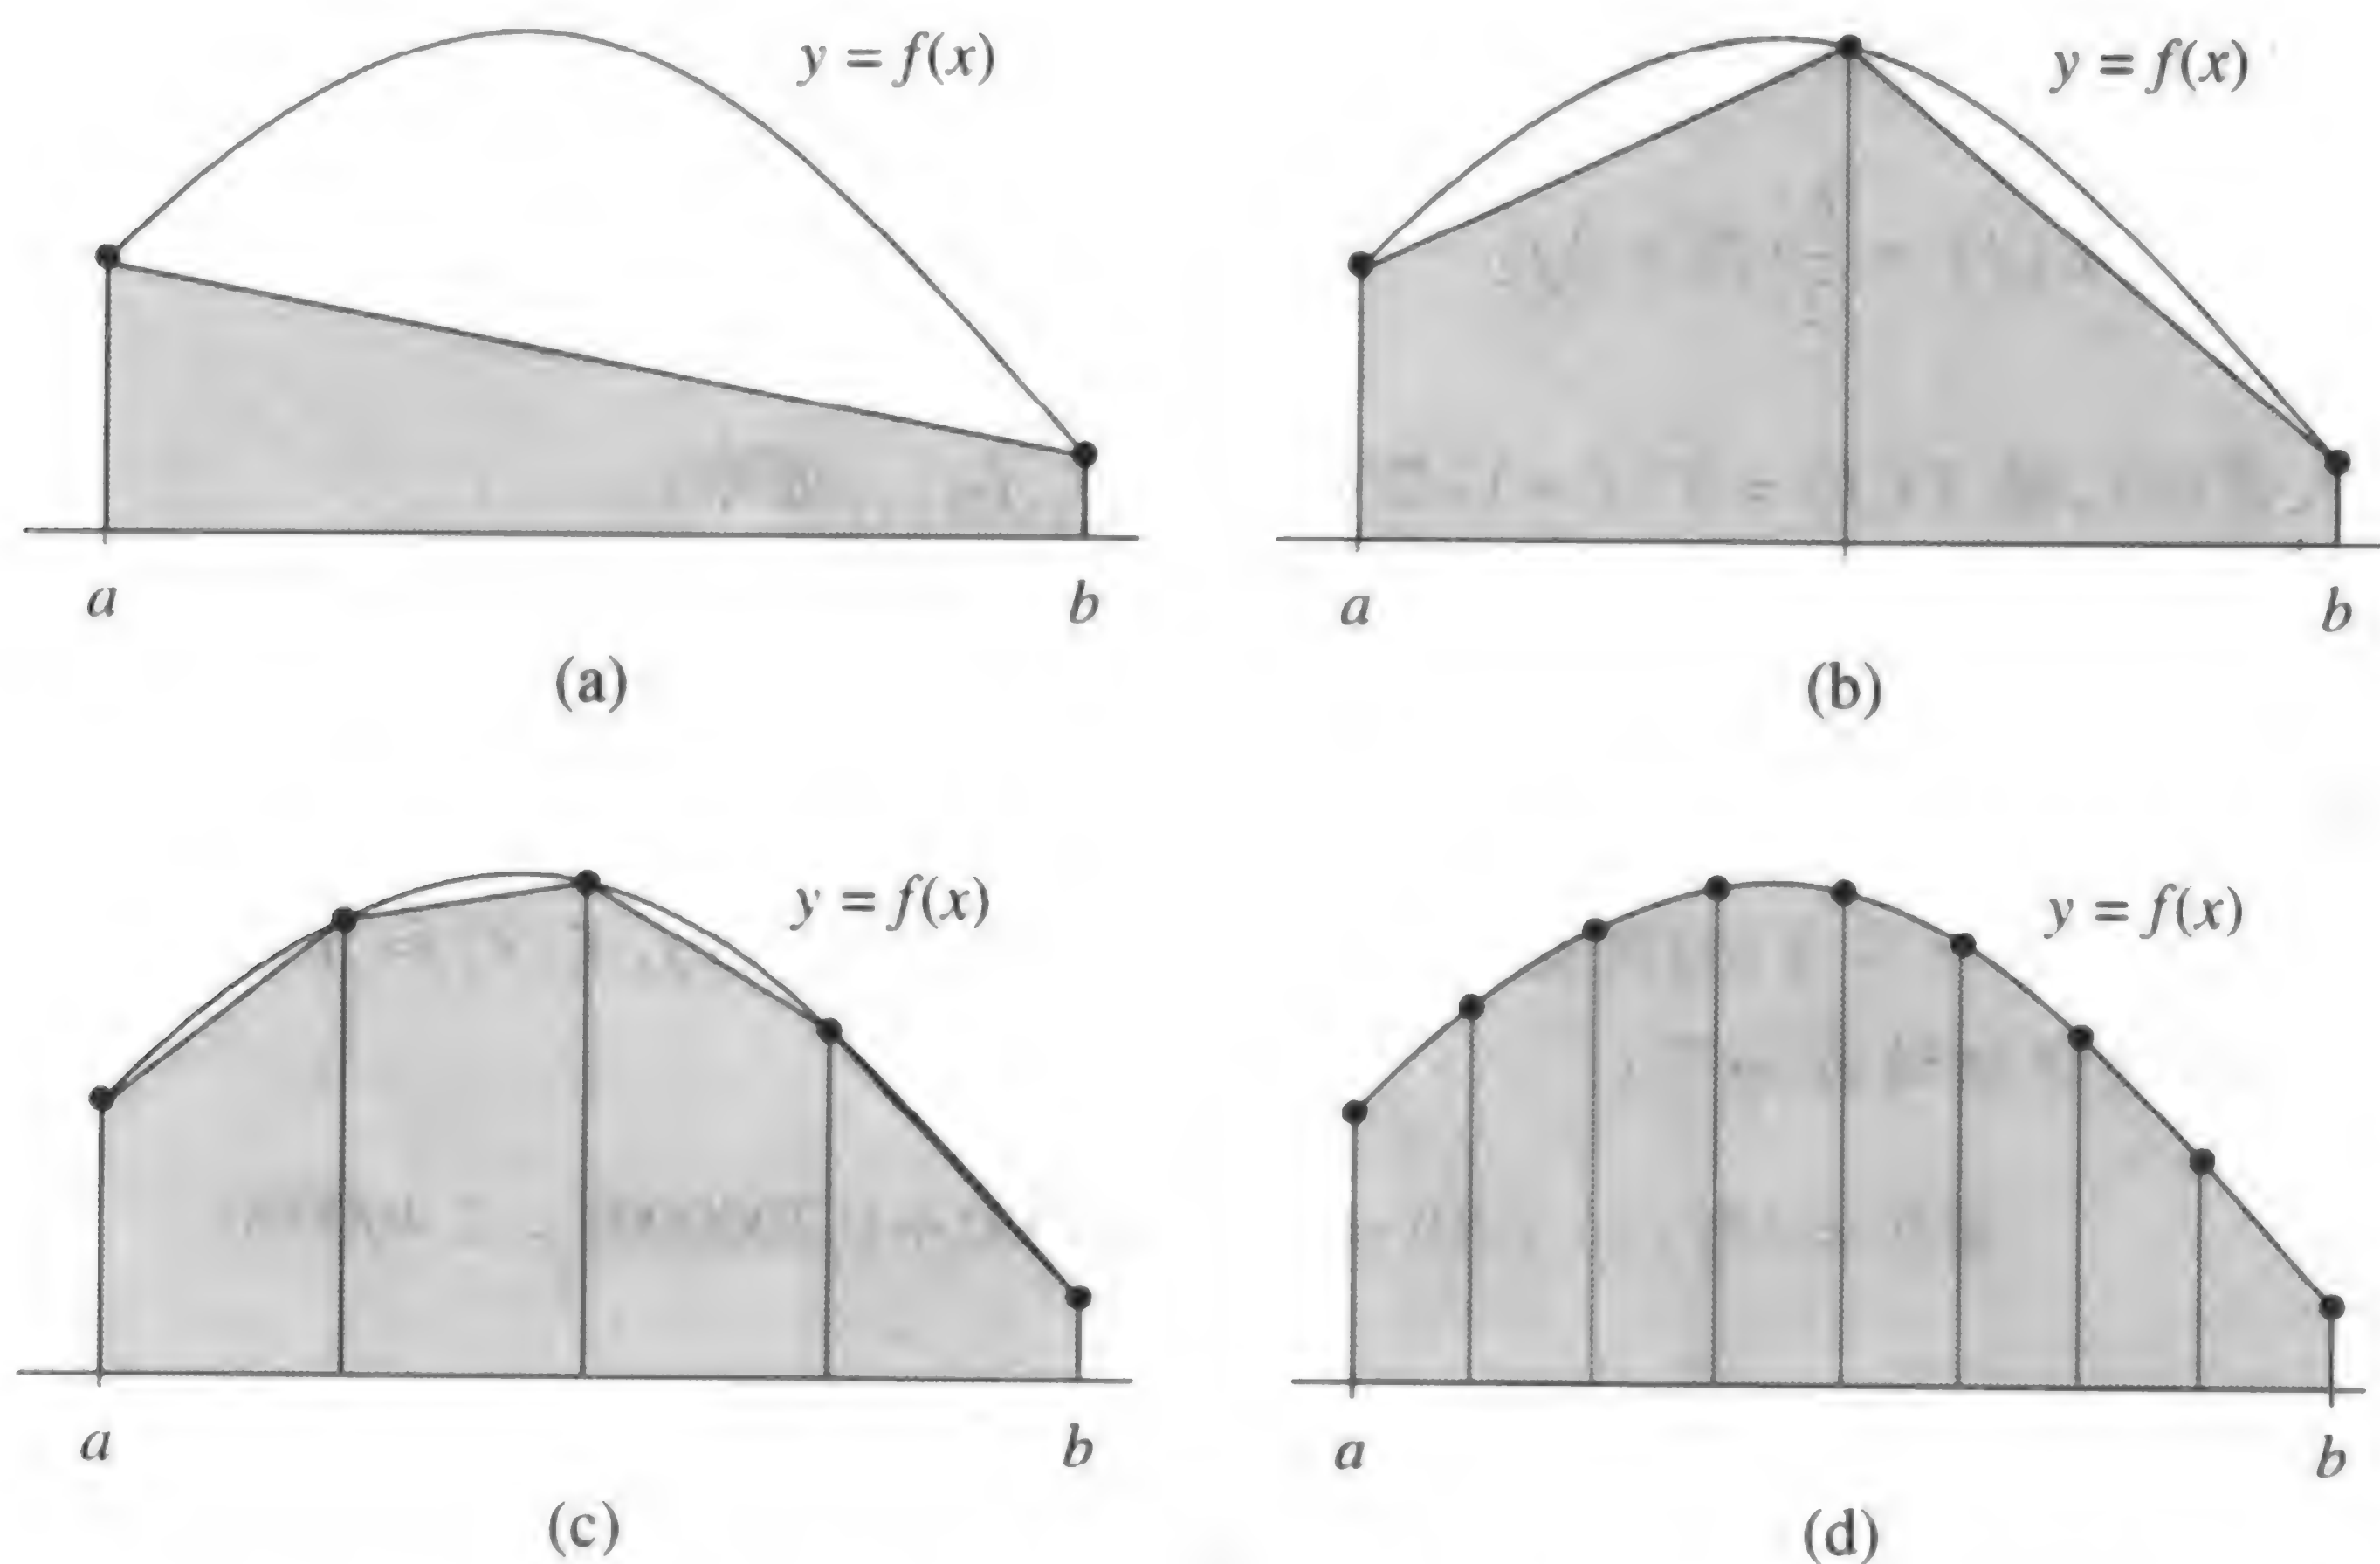 y = f(x)
a b
(a)
y = f(x)
a b
(b)
y = f(x)
a b
(c)
y = f(x)
a b
(d)